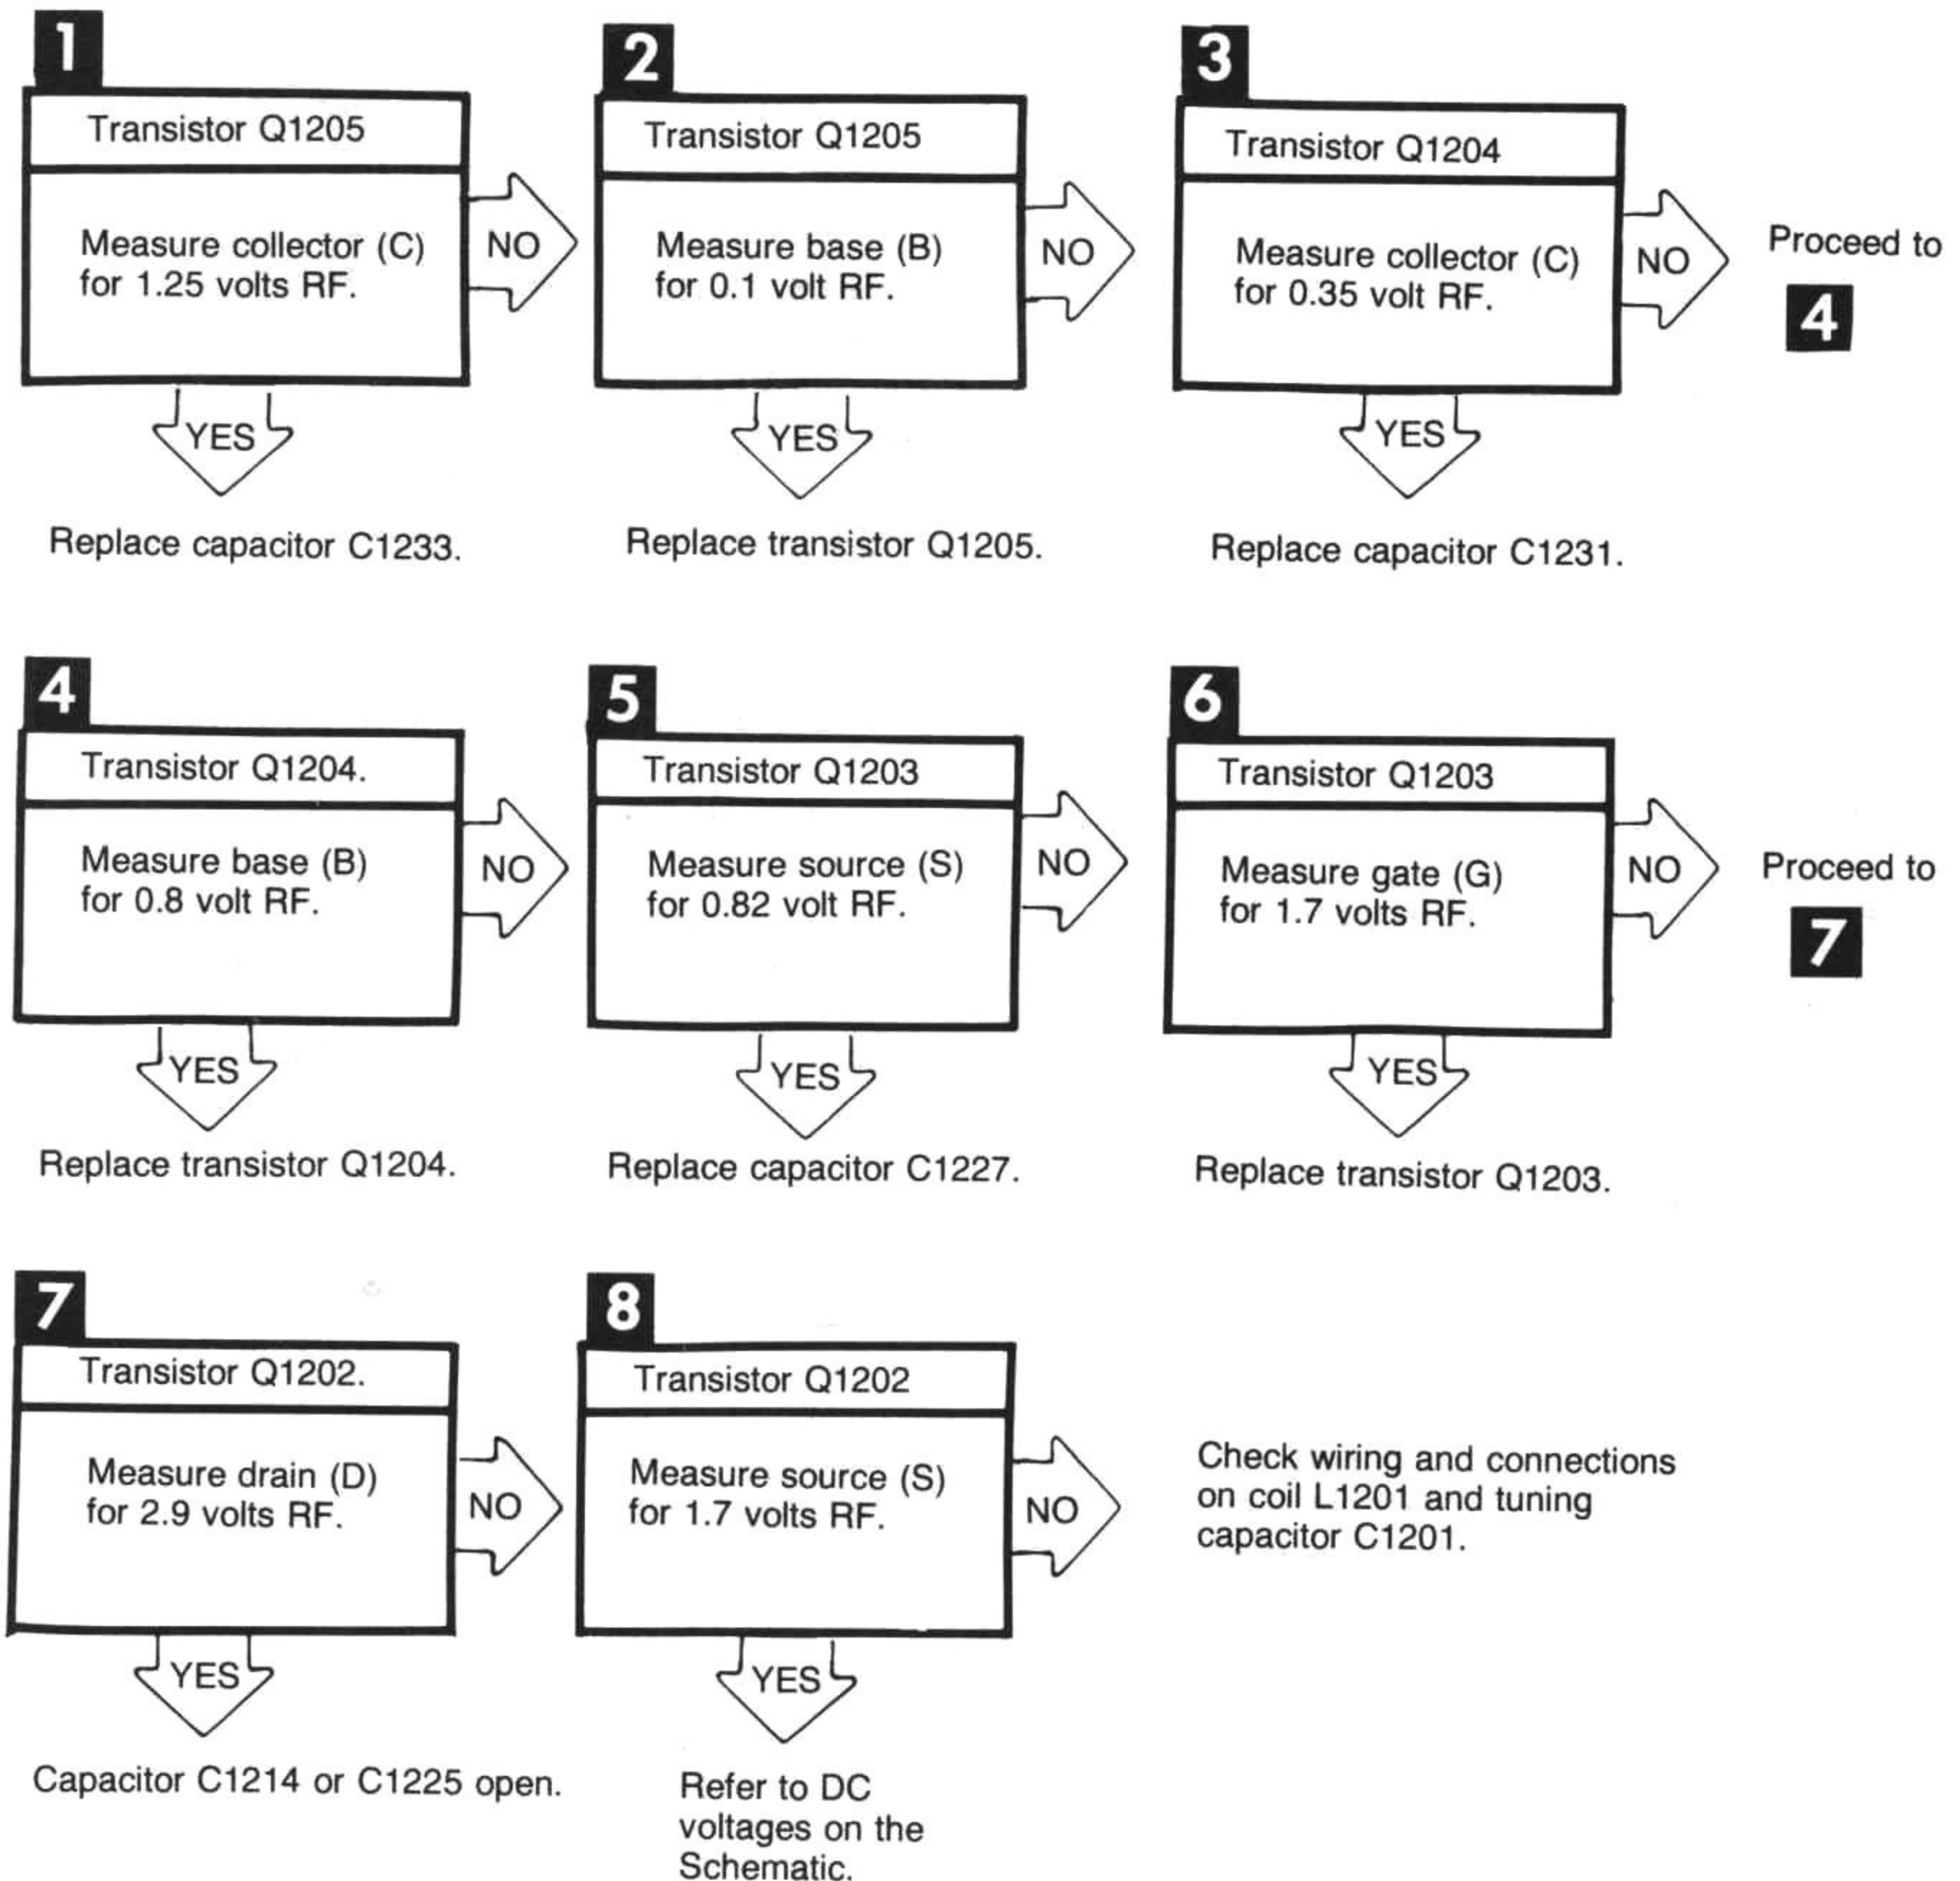 1
Transistor Q1205
Measure collector (C)
for 1.25 volts RF.
NO
YES
Replace capacitor C1233.
2
Transistor Q1205
Measure base (B)
for 0.1 volt RF.
NO
YES
Replace transistor Q1205.
3
Transistor Q1204
Measure collector (C)
for 0.35 volt RF.
NO
Proceed to
4
YES
Replace capacitor C1231.
4
Transistor Q1204.
Measure base (B)
for 0.8 volt RF.
NO
YES
Replace transistor Q1204.
5
Transistor Q1203
Measure source (S)
for 0.82 volt RF.
NO
YES
Replace capacitor C1227.
6
Transistor Q1203
Measure gate (G)
for 1.7 volts RF.
NO
Proceed to
7
YES
Replace transistor Q1203.
7
Transistor Q1202.
Measure drain (D)
for 2.9 volts RF.
NO
YES
Capacitor C1214 or C1225 open.
8
Transistor Q1202
Measure source (S)
for 1.7 volts RF.
NO
Check wiring and connections
on coil L1201 and tuning
capacitor C1201.
YES
Refer to DC
voltages on the
Schematic.